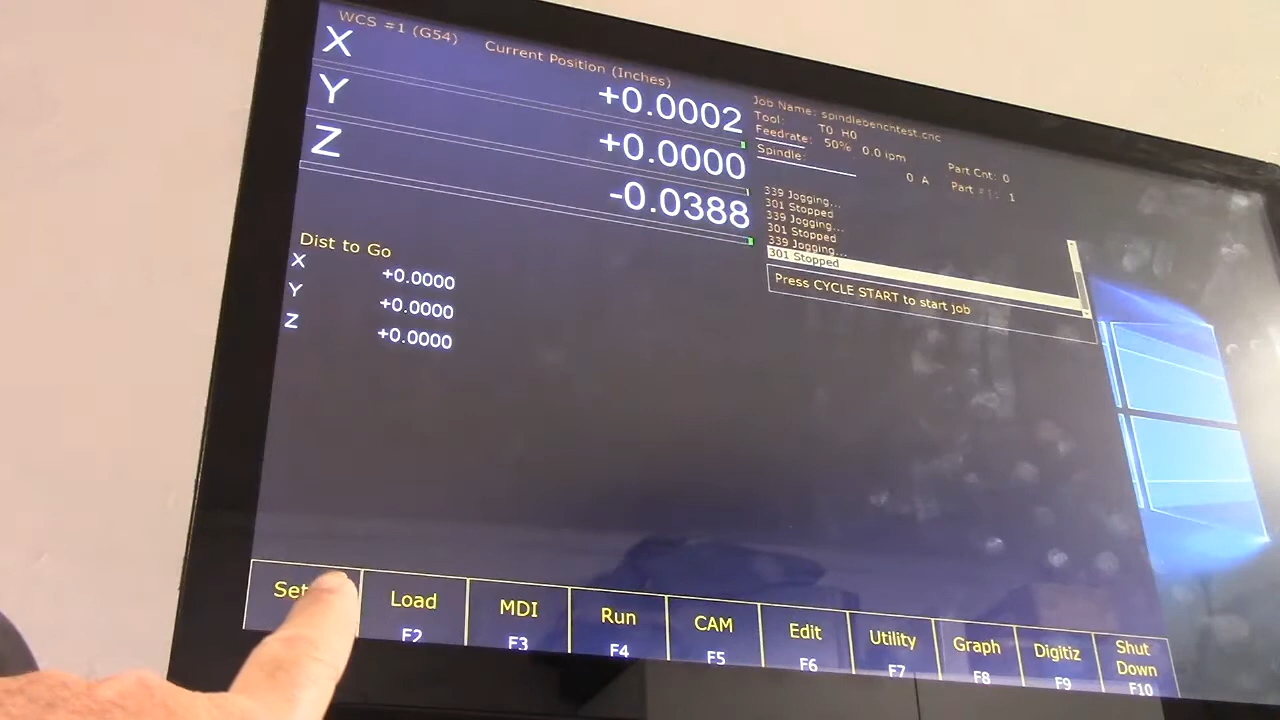 WCS #1 (G54) Current Position (Inches)
X +0.0002
Y +0.0000
Z -0.0388
Job Name: spindlebenchtest.cnc
Tool: T0 H0
Feedrate: 50% 0.0 ipm
Spindle: 0 A
Part Cnt: 0
Part #: 1
339 Jogging...
301 Stopped
339 Jogging...
301 Stopped
339 Jogging...
301 Stopped
Press CYCLE START to start job
Dist to Go
X +0.0000
Y +0.0000
Z +0.0000
Set
Load
F2
MDI
F3
Run
F4
CAM
F5
Edit
F6
Utility
F7
Graph
F8
Digitiz
F9
Shut
Down
F10